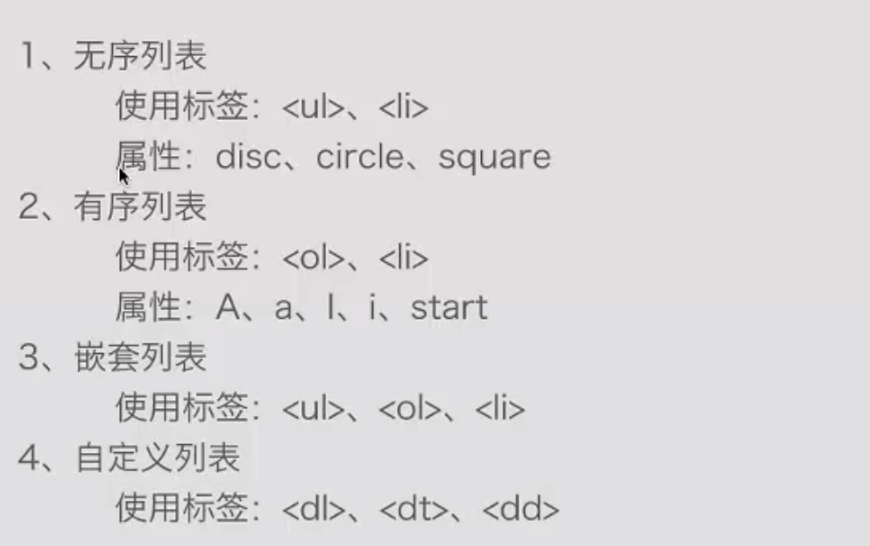 1、无序列表
使用标签：<ul>、<li>
属性：disc、circle、square
2、有序列表
使用标签：<ol>、<li>
属性：A、a、I、i、start
3、嵌套列表
使用标签：<ul>、<ol>、<li>
4、自定义列表
使用标签：<dl>、<dt>、<dd>